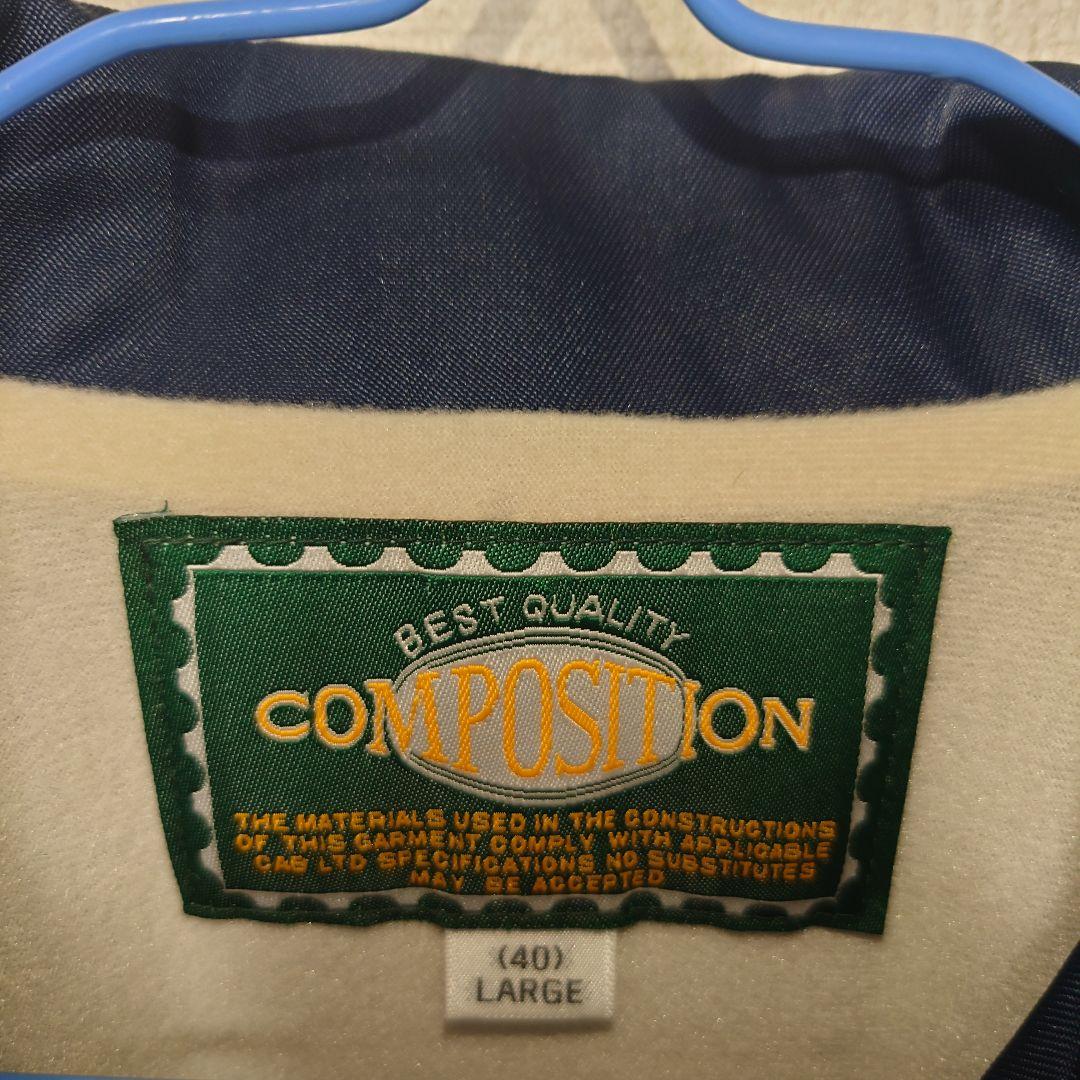 BEST QUALITY
COMPOSITION
THE MATERIALS USED IN THE CONSTRUCTIONS
OF THIS GARMENT COMPLY WITH APPLICABLE
CAB LTD SPECIFICATIONS NO SUBSTITUTES
MAY BE ACCEPTED
(40)
LARGE